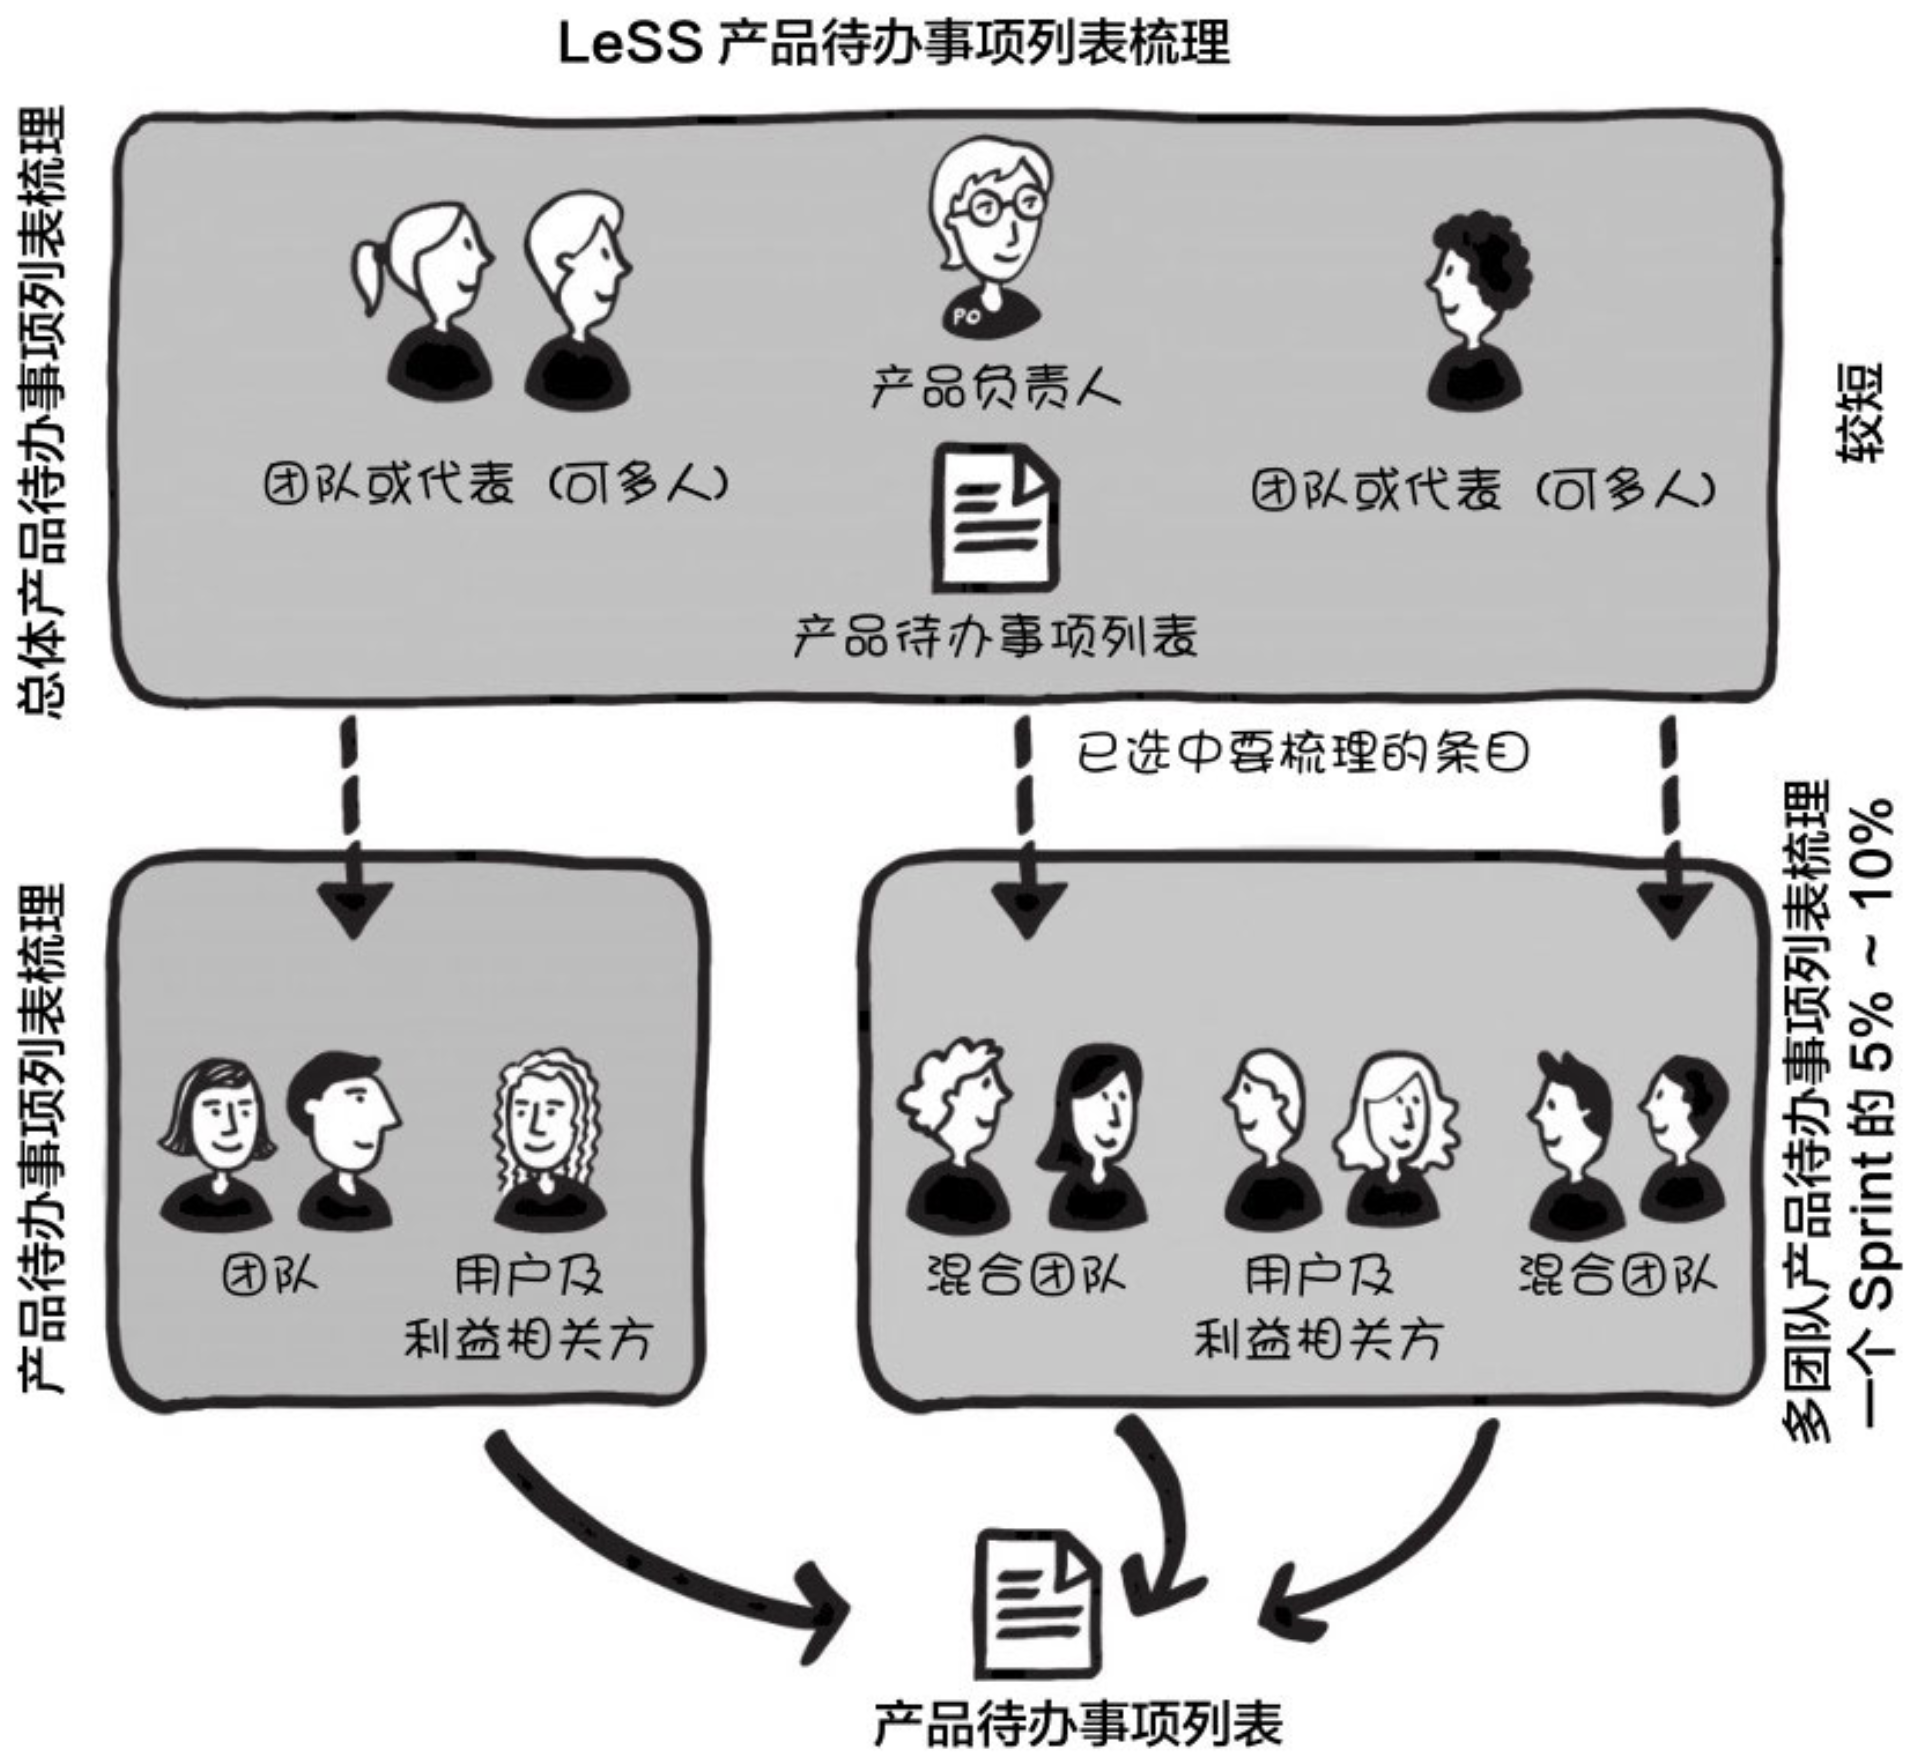 LeSS 产品待办事项列表梳理
总体产品待办事项列表梳理
PO
产品负责人
团队或代表（可多人）
团队或代表（可多人）
产品待办事项列表
较短
已选中要梳理的条目
产品待办事项列表梳理
团队
用户及
利益相关方
混合团队
用户及
利益相关方
混合团队
多团队产品待办事项列表梳理
一个 Sprint 的 5% ~ 10%
产品待办事项列表